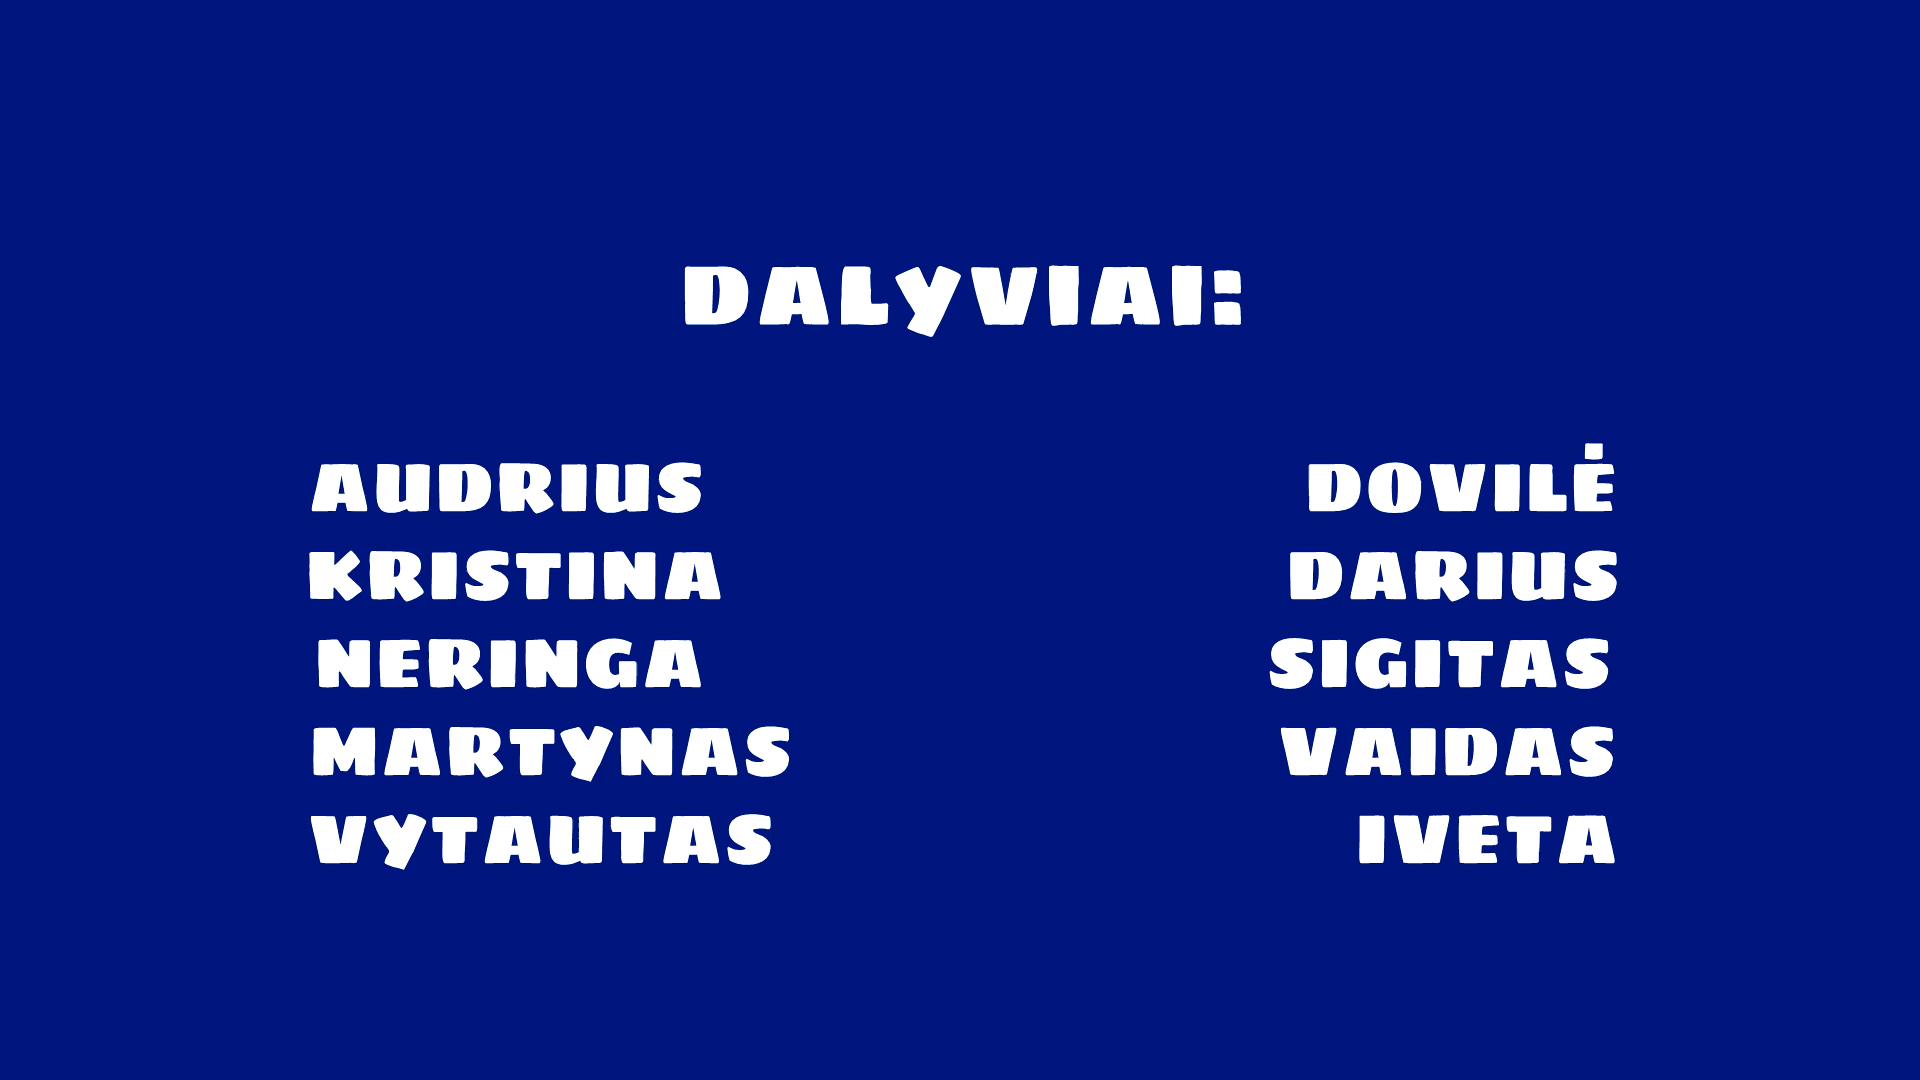 DALYVIAI:
AUDRIUS
KRISTINA
NERINGA
MARTYNAS
VYTAUTAS
DOVILĖ
DARIUS
SIGITAS
VAIDAS
IVETA